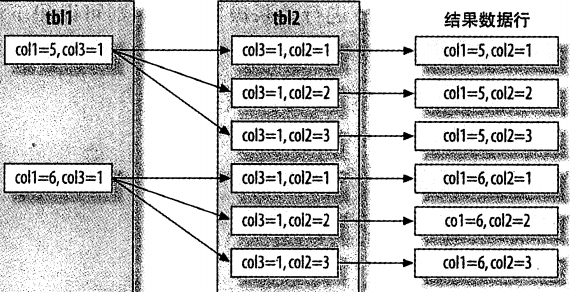 tbl1 tbl2 结果数据行
col1=5,col3=1 col3=1,col2=1 col1=5,col2=1
col3=1,col2=2 col1=5,col2=2
col3=1,col2=3 col1=5,col2=3
col1=6,col3=1 col3=1,col2=1 col1=6,col2=1
col3=1,col2=2 co1=6,col2=2
col3=1,col2=3 col1=6,col2=3